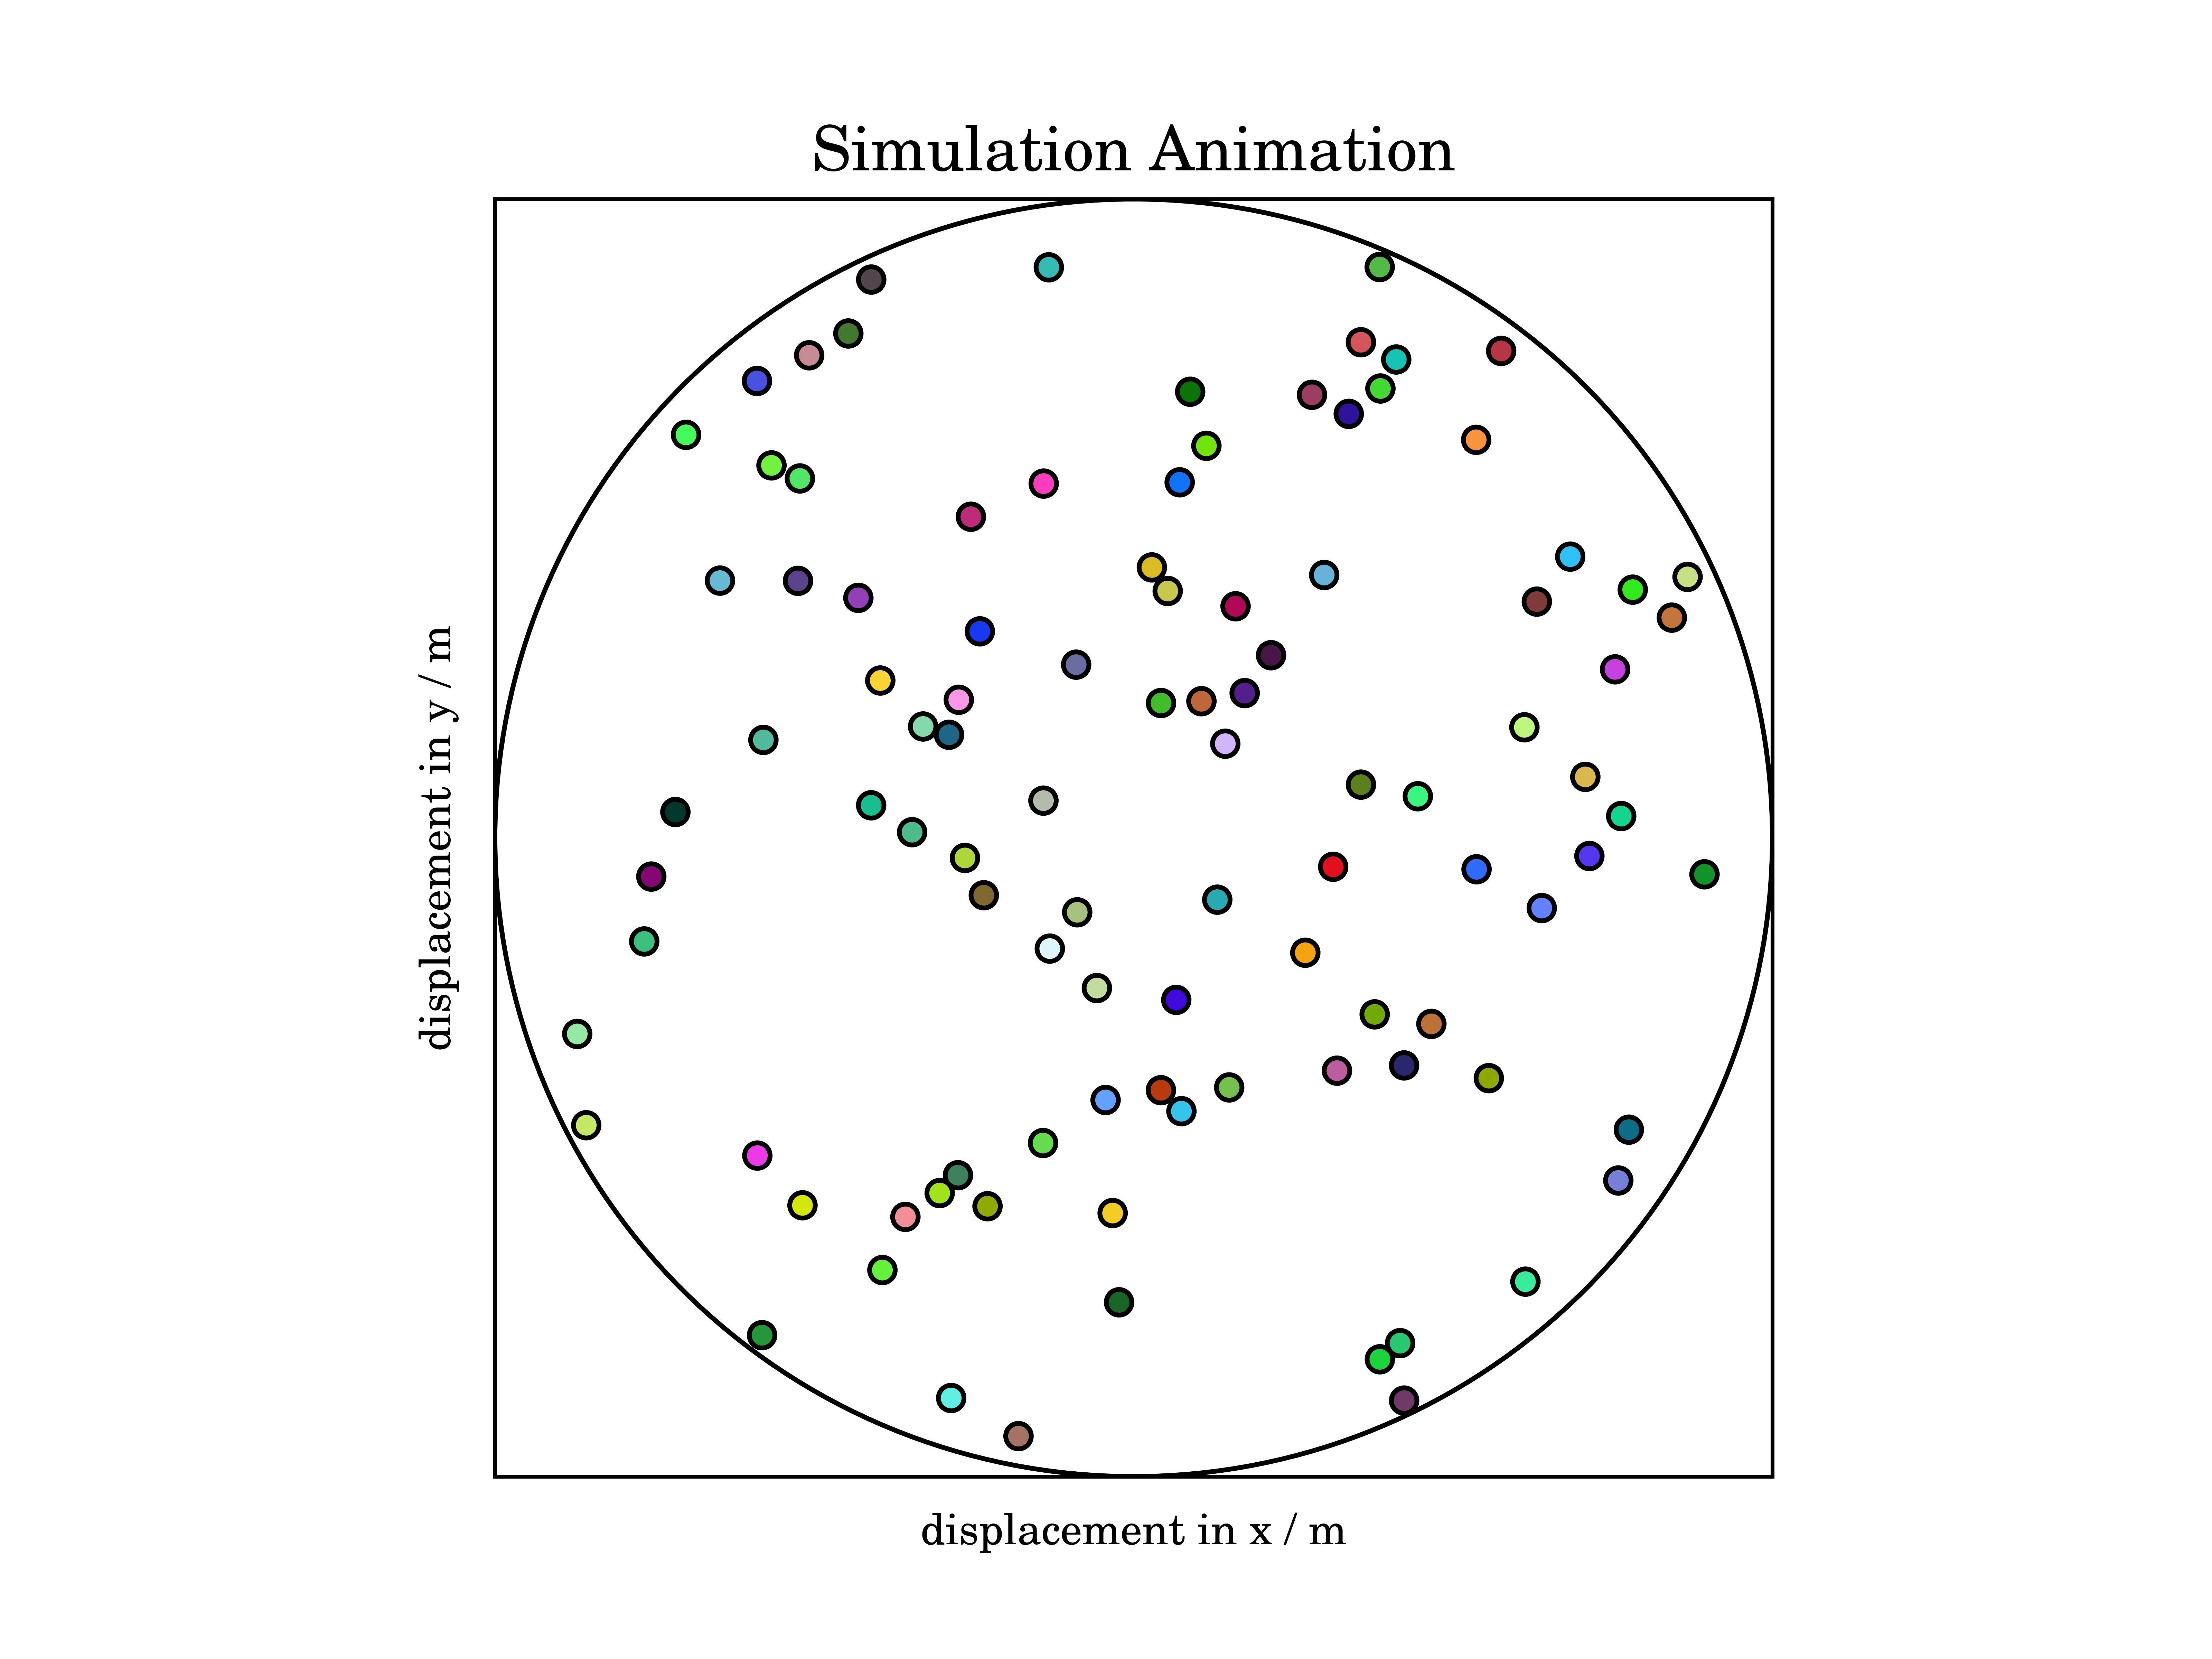 Simulation Animation
displacement in y / m
displacement in x / m